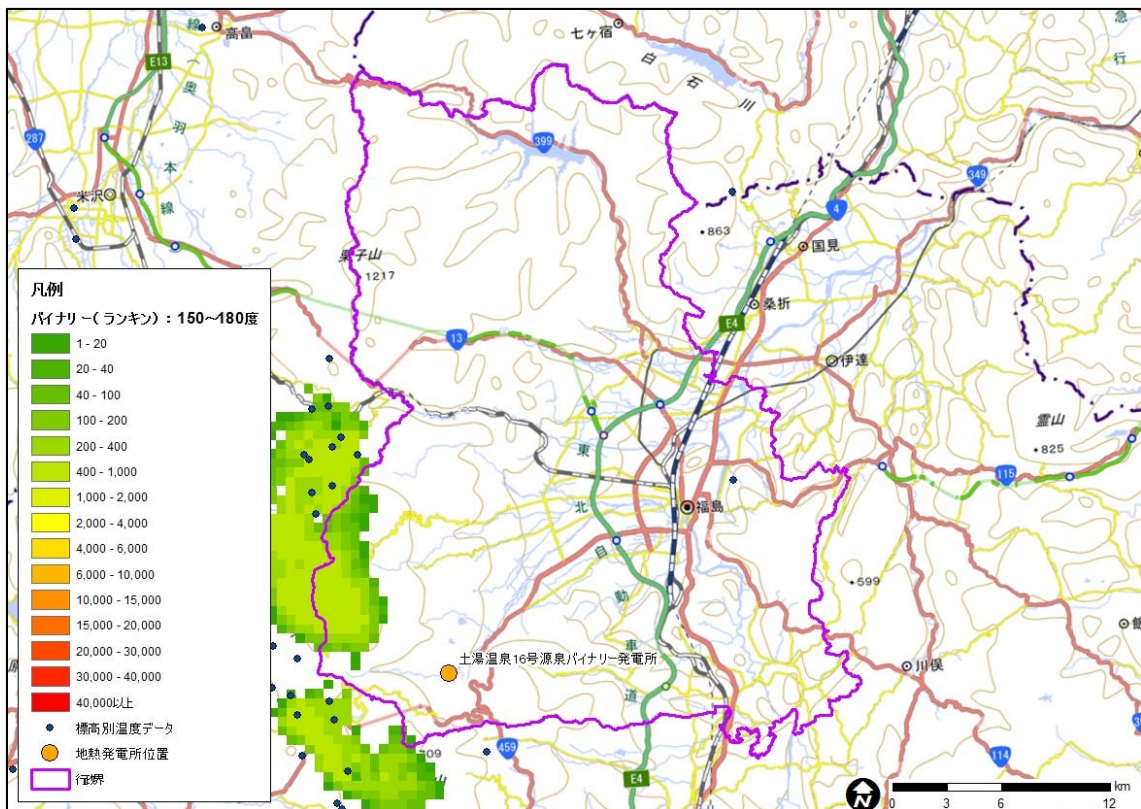 高畠
七ヶ宿
白石川
急行
E13
線（奥羽本線
287
米沢
399
349
4
863
国見
栗子山
1217
桑折
E4
13
伊達
霊山
825
115
東北自動車道
福島
599
土湯温泉16号源泉バイナリー発電所
川俣
飯
709
山
459
114
E4
凡例
バイナリー(ランキン)：150～180度
1 - 20
20 - 40
40 - 100
100 - 200
200 - 400
400 - 1,000
1,000 - 2,000
2,000 - 4,000
4,000 - 6,000
6,000 - 10,000
10,000 - 15,000
15,000 - 20,000
20,000 - 30,000
30,000 - 40,000
40,000以上
標高別温度データ
地熱発電所位置
行政界
N
km
0 3 6 12